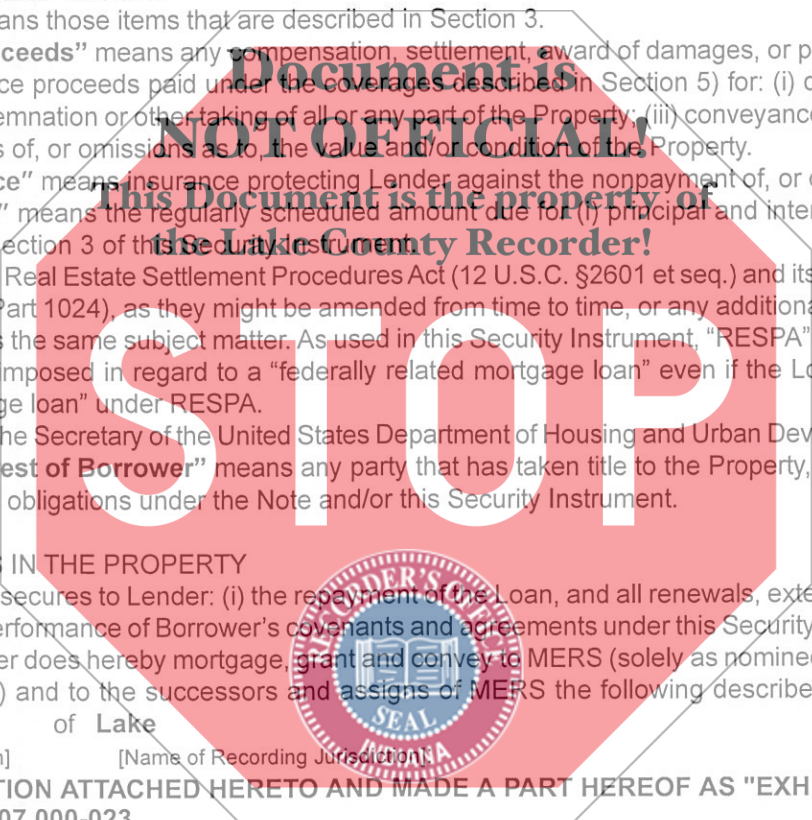 ans those items that are described in Section 3.
ceeds” means any compensation, settlement, award of damages, or p
ce proceeds paid under the coverages described in Section 5) for: (i) d
emnation or other taking of all or any part of the Property; (iii) conveyance
s of, or omissions as to, the value and/or condition of the Property.
ce” means insurance protecting Lender against the nonpayment of, or d
” means the regularly scheduled amount due for (i) principal and inter
ection 3 of this Security Instrument.
Real Estate Settlement Procedures Act (12 U.S.C. §2601 et seq.) and its
Part 1024), as they might be amended from time to time, or any additiona
s the same subject matter. As used in this Security Instrument, “RESPA”
imposed in regard to a “federally related mortgage loan” even if the Lo
ge loan” under RESPA.
he Secretary of the United States Department of Housing and Urban Dev
est of Borrower” means any party that has taken title to the Property,
obligations under the Note and/or this Security Instrument.
S IN THE PROPERTY
secures to Lender: (i) the repayment of the Loan, and all renewals, exte
erformance of Borrower’s covenants and agreements under this Security
er does hereby mortgage, grant and convey to MERS (solely as nominee
) and to the successors and assigns of MERS the following describe
of Lake
n] [Name of Recording Jurisdiction]
TION ATTACHED HERETO AND MADE A PART HEREOF AS "EXH
07.000-023
Document is
NOT OFFICIAL!
This Document is the property of
the Lake County Recorder!
STOP
RECORDER'S OFFICE
SEAL
INDIANA